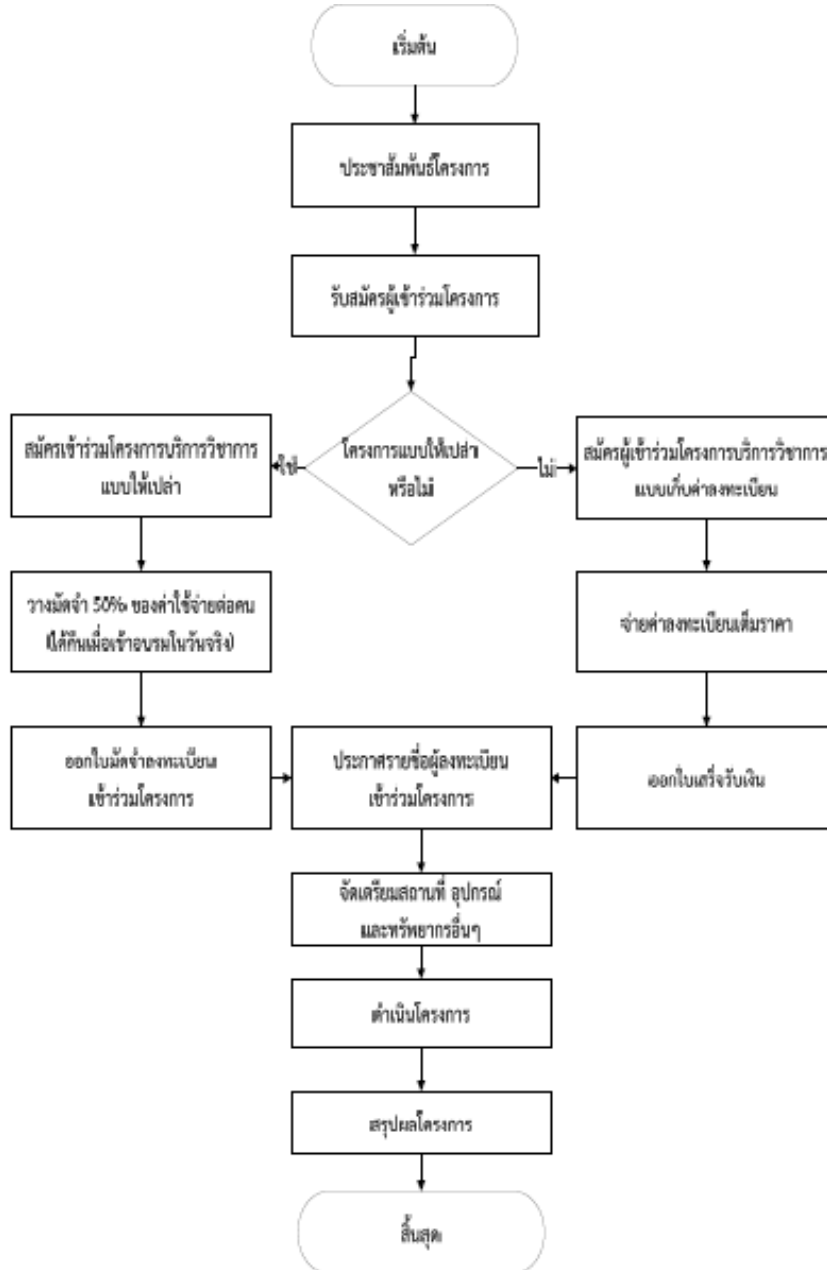 เริ่มต้น
ประชาสัมพันธ์โครงการ
รับสมัครผู้เข้าร่วมโครงการ
โครงการแบบให้เปล่า
หรือไม่
ใช่
ไม่
สมัครเข้าร่วมโครงการบริการวิชาการ
แบบให้เปล่า
วางมัดจำ 50% ของค่าใช้จ่ายต่อคน
(ได้คืนเมื่อเข้าอบรมในวันจริง)
ออกใบมัดจำลงทะเบียน
เข้าร่วมโครงการ
สมัครผู้เข้าร่วมโครงการบริการวิชาการ
แบบเก็บค่าลงทะเบียน
จ่ายค่าลงทะเบียนเต็มราคา
ออกใบเสร็จรับเงิน
ประกาศรายชื่อผู้ลงทะเบียน
เข้าร่วมโครงการ
จัดเตรียมสถานที่ อุปกรณ์
และทรัพยากรอื่นๆ
ดำเนินโครงการ
สรุปผลโครงการ
สิ้นสุด